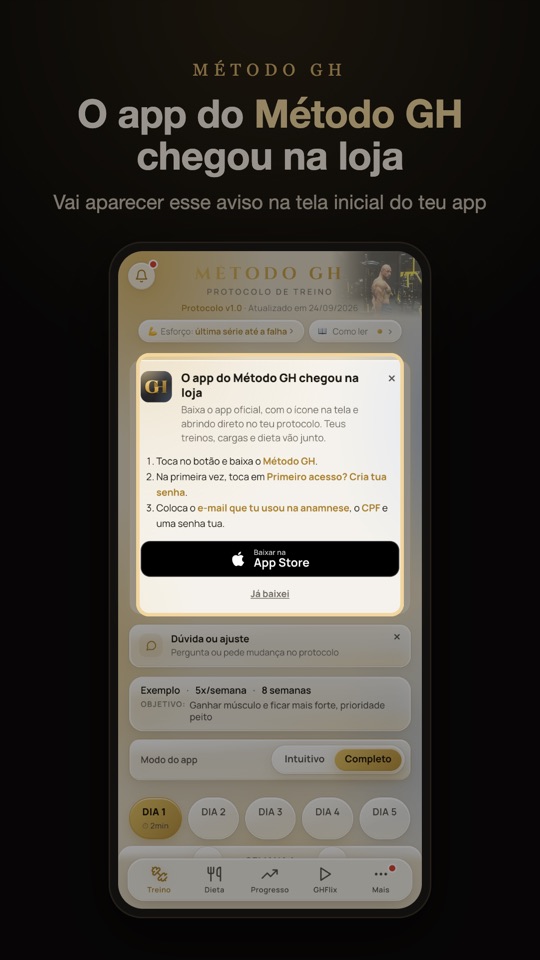 MÉTODO GH
O app do Método GH
chegou na loja
Vai aparecer esse aviso na tela inicial do teu app
METODO GH
PROTOCOLO DE TREINO
Protocolo v1.0 · Atualizado em 24/09/2026
Esforço: última série até a falha ›
Como ler ›
GH
O app do Método GH chegou na
loja
×
Baixa o app oficial, com o ícone na tela e
abrindo direto no teu protocolo. Teus
treinos, cargas e dieta vão junto.
1. Toca no botão e baixa o Método GH.
2. Na primeira vez, toca em Primeiro acesso? Cria tua
senha.
3. Coloca o e-mail que tu usou na anamnese, o CPF e
uma senha tua.
Baixar na
App Store
Já baixei
Dúvida ou ajuste
×
Pergunta ou pede mudança no protocolo
Exemplo · 5x/semana · 8 semanas
OBJETIVO: Ganhar músculo e ficar mais forte, prioridade
peito
Modo do app
Intuitivo
Completo
DIA 1
2min
DIA 2
DIA 3
DIA 4
DIA 5
Treino
Dieta
Progresso
GHFlix
Mais